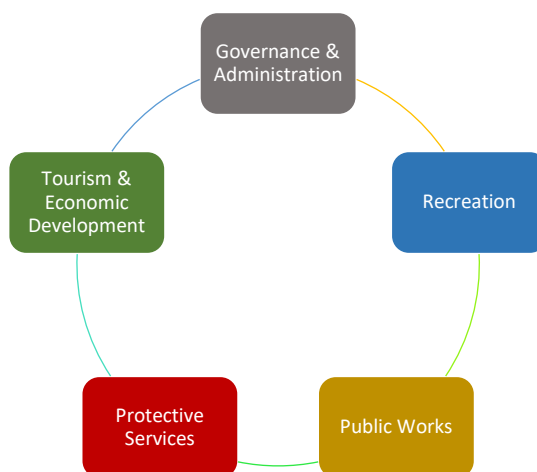 Governance &
Administration
Recreation
Public Works
Protective
Services
Tourism &
Economic
Development